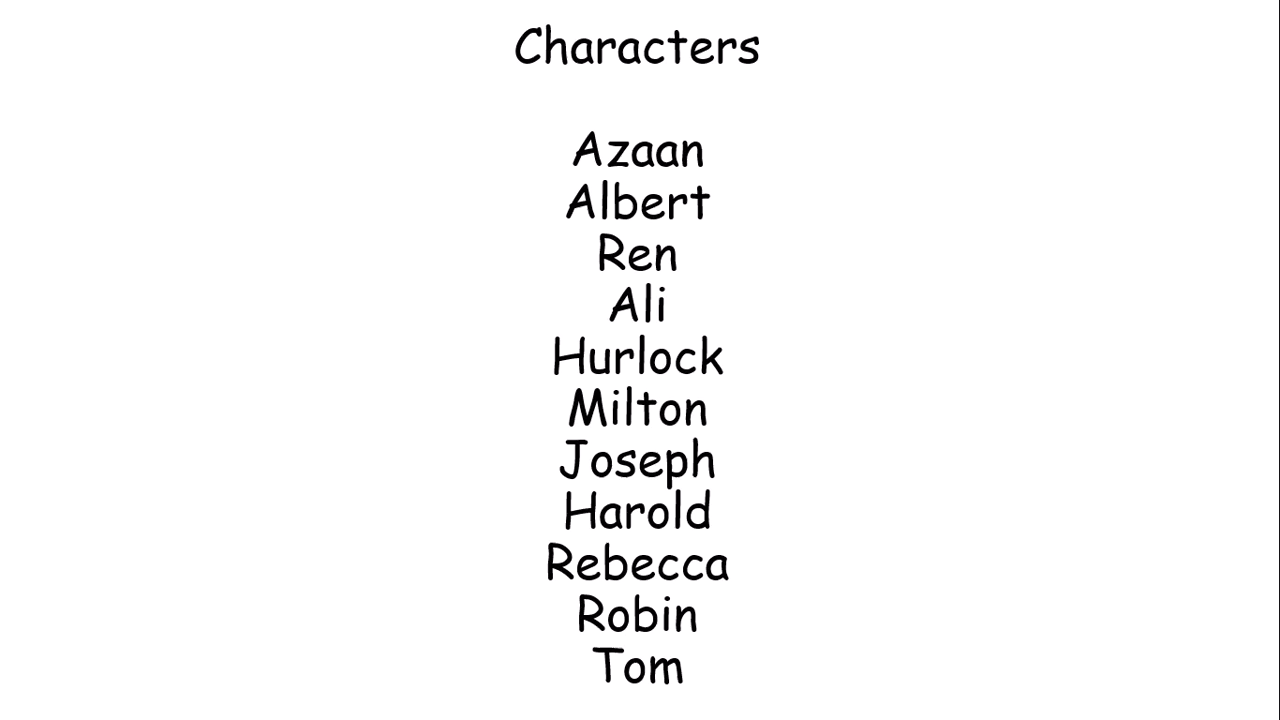 Characters
Azaan
Albert
Ren
Ali
Hurlock
Milton
Joseph
Harold
Rebecca
Robin
Tom